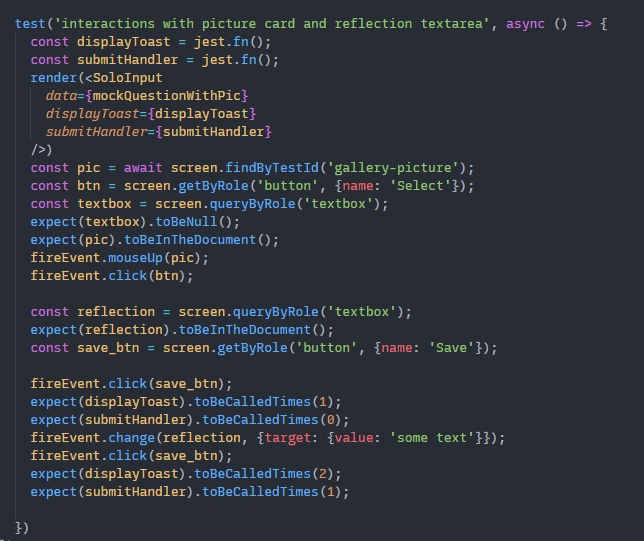 test('interactions with picture card and reflection textarea', async () => {
  const displayToast = jest.fn();
  const submitHandler = jest.fn();
  render(<SoloInput
    data={mockQuestionWithPic}
    displayToast={displayToast}
    submitHandler={submitHandler}
  />)
  const pic = await screen.findByTestId('gallery-picture');
  const btn = screen.getByRole('button', {name: 'Select'});
  const textbox = screen.queryByRole('textbox');
  expect(textbox).toBeNull();
  expect(pic).toBeInTheDocument();
  fireEvent.mouseUp(pic);
  fireEvent.click(btn);

  const reflection = screen.queryByRole('textbox');
  expect(reflection).toBeInTheDocument();
  const save_btn = screen.getByRole('button', {name: 'Save'});

  fireEvent.click(save_btn);
  expect(displayToast).toBeCalledTimes(1);
  expect(submitHandler).toBeCalledTimes(0);
  fireEvent.change(reflection, {target: {value: 'some text'}});
  fireEvent.click(save_btn);
  expect(displayToast).toBeCalledTimes(2);
  expect(submitHandler).toBeCalledTimes(1);

})